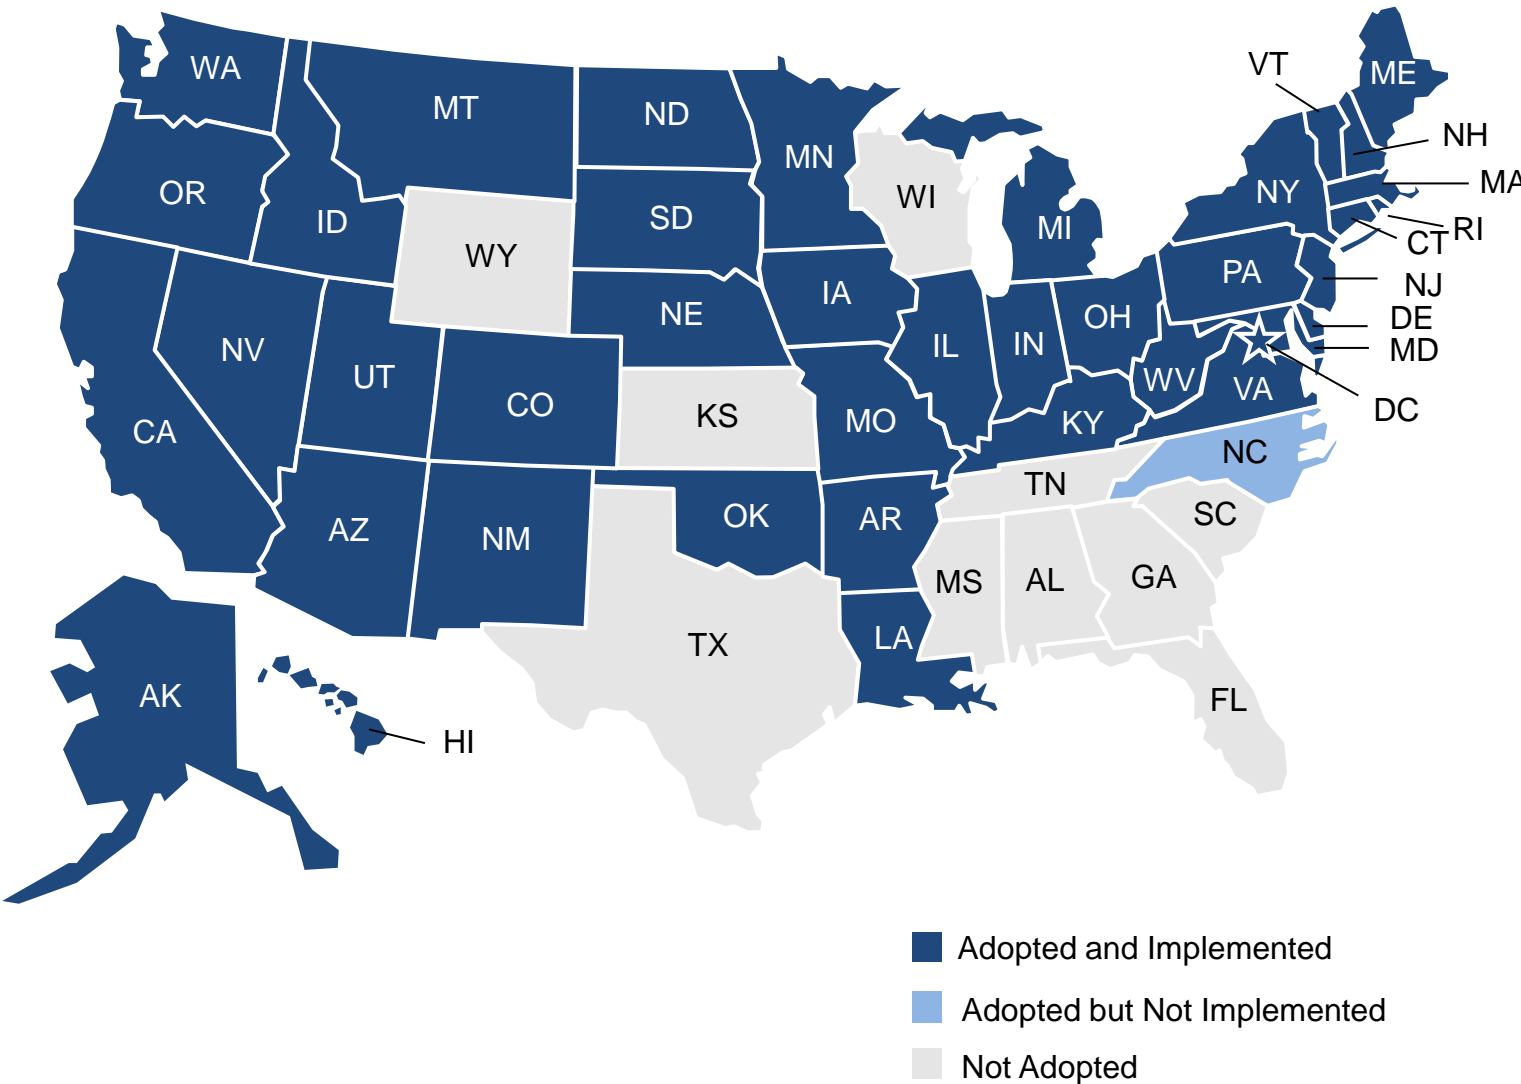 WA
MT
ND
MN
VT
ME
NH
OR
ID
SD
WI
MI
NY
MA
WY
RI
CT
PA
NJ
NE
IA
OH
DE
NV
UT
IL
IN
MD
CO
WV
VA
DC
CA
KS
MO
KY
NC
TN
AZ
NM
OK
AR
SC
MS
AL
GA
TX
LA
AK
FL
HI
Adopted and Implemented
Adopted but Not Implemented
Not Adopted